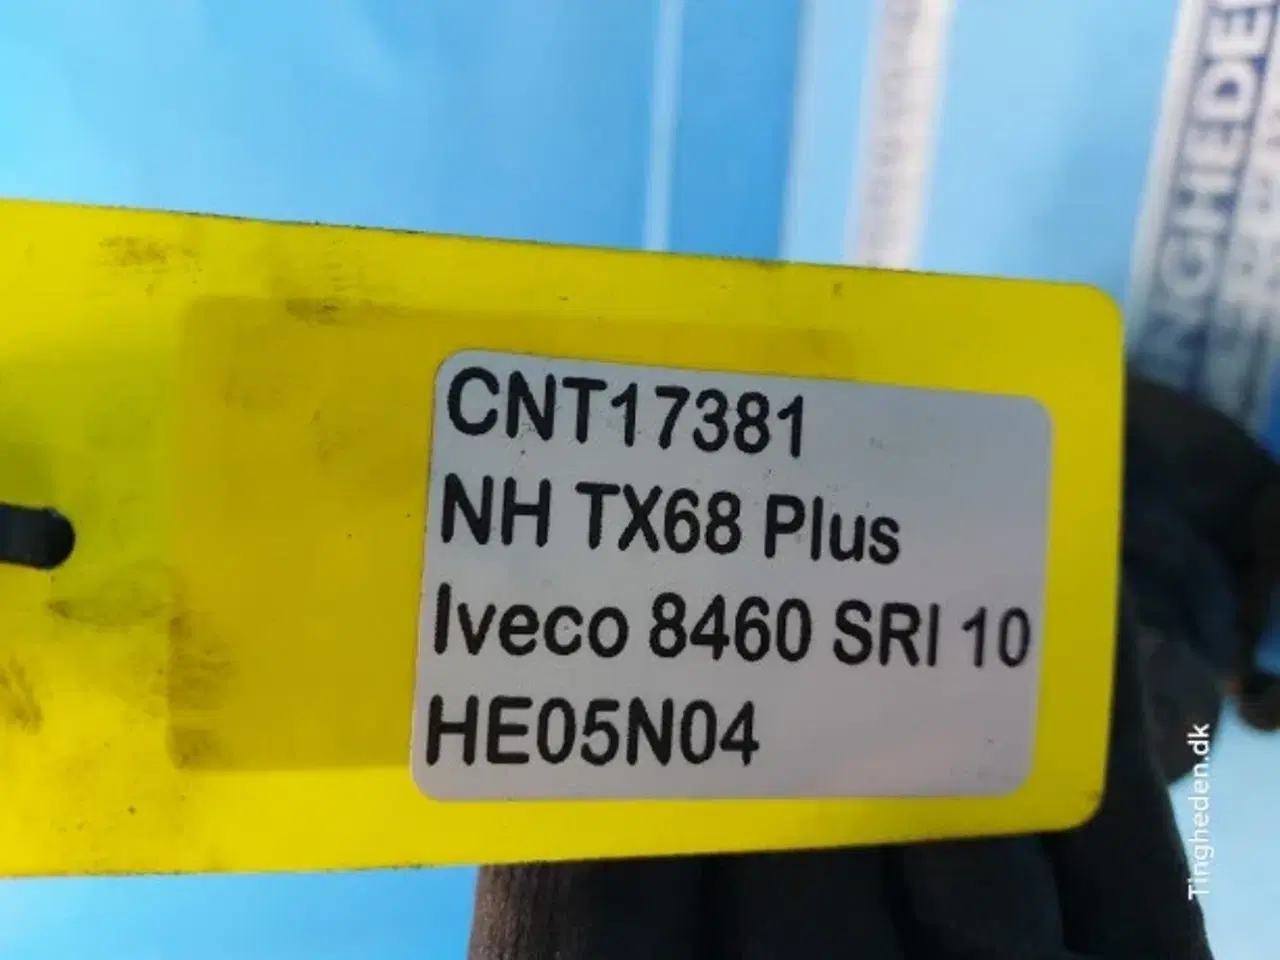 CNT17381
NH TX68 Plus
Iveco 8460 SRI 10
HE05N04
Tingheden.dk